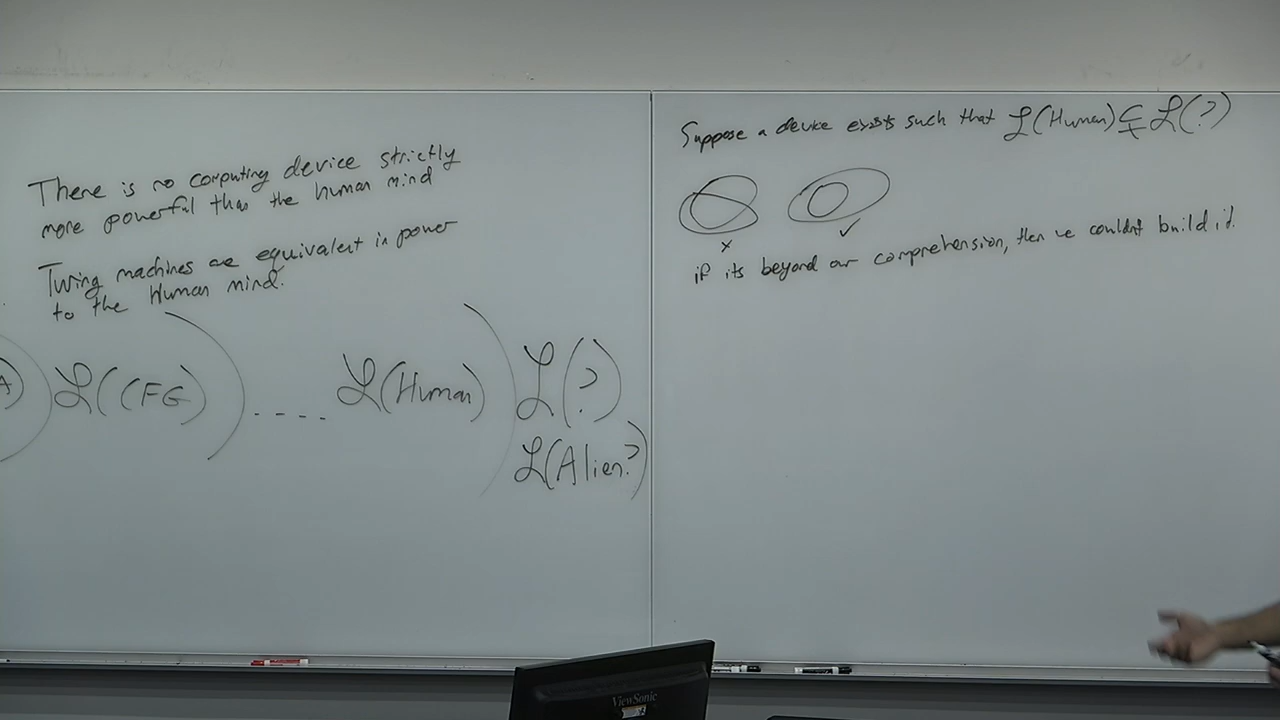 There is no computing device strictly
more powerful than the human mind
Turing machines are equivalent in power
to the Human mind.
A) L(CFG) .... L(Human) L(?)
L(Alien?)
Suppose a device exists such that L(Human) ⊊ L(?)
x ✓
if its beyond our comprehension, then we couldnt build it.
ViewSonic